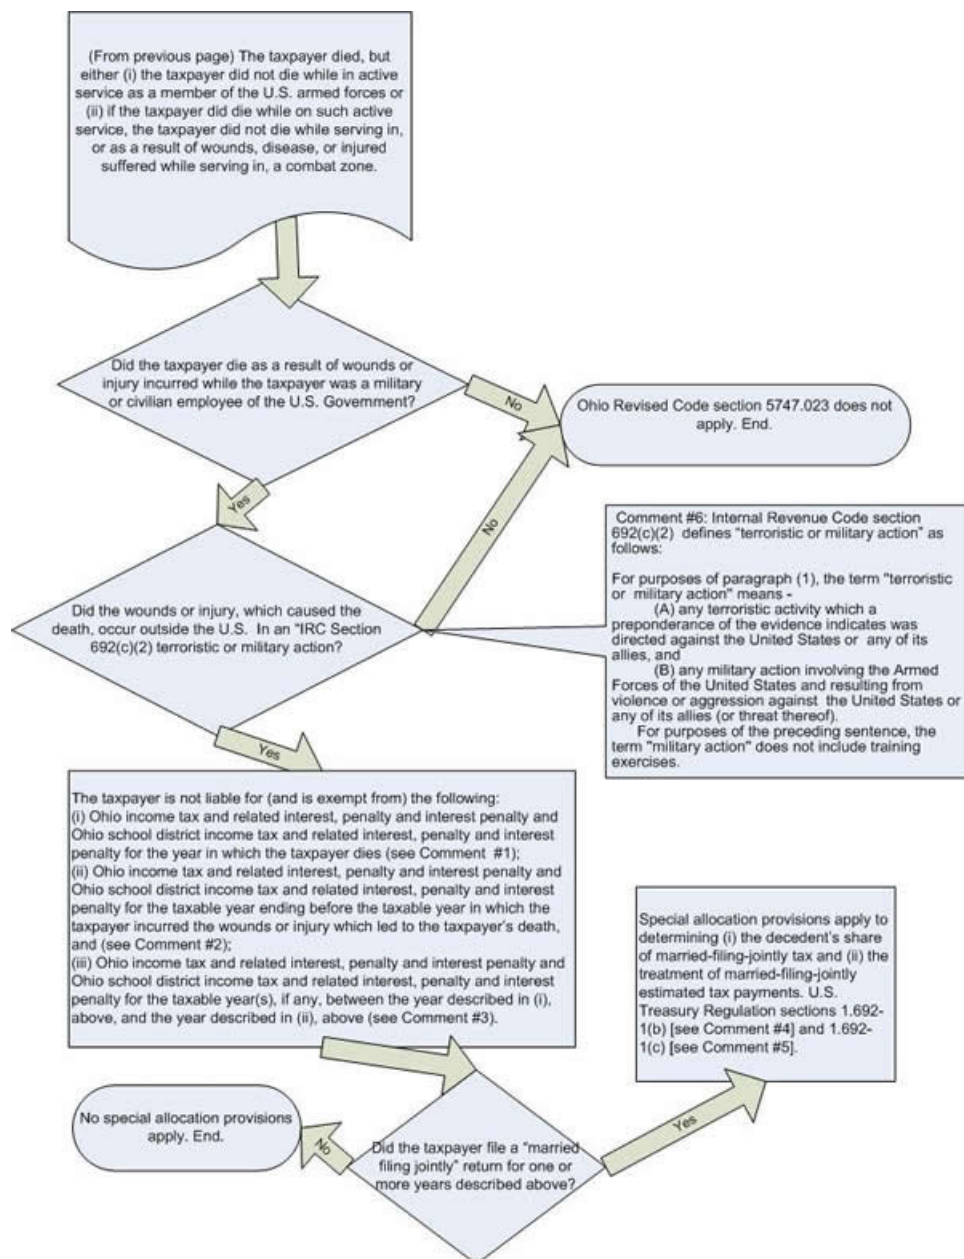 (From previous page) The taxpayer died, but
either (i) the taxpayer did not die while in active
service as a member of the U.S. armed forces or
(ii) if the taxpayer did die while on such active
service, the taxpayer did not die while serving in,
or as a result of wounds, disease, or injured
suffered while serving in, a combat zone.
Did the taxpayer die as a result of wounds or
injury incurred while the taxpayer was a military
or civilian employee of the U.S. Government?
No
Ohio Revised Code section 5747.023 does not
apply. End.
Yes
No
Comment #6: Internal Revenue Code section
692(c)(2) defines "terroristic or military action" as
follows:
For purposes of paragraph (1), the term "terroristic
or military action" means -
(A) any terroristic activity which a
preponderance of the evidence indicates was
directed against the United States or any of its
allies, and
(B) any military action involving the Armed
Forces of the United States and resulting from
violence or aggression against the United States or
any of its allies (or threat thereof).
For purposes of the preceding sentence, the
term "military action" does not include training
exercises.
Did the wounds or injury, which caused the
death, occur outside the U.S. In an "IRC Section
692(c)(2) terroristic or military action?
Yes
The taxpayer is not liable for (and is exempt from) the following:
(i) Ohio income tax and related interest, penalty and interest penalty and
Ohio school district income tax and related interest, penalty and interest
penalty for the year in which the taxpayer dies (see Comment #1);
(ii) Ohio income tax and related interest, penalty and interest penalty and
Ohio school district income tax and related interest, penalty and interest
penalty for the taxable year ending before the taxable year in which the
taxpayer incurred the wounds or injury which led to the taxpayer's death,
and (see Comment #2);
(iii) Ohio income tax and related interest, penalty and interest penalty and
Ohio school district income tax and related interest, penalty and interest
penalty for the taxable year(s), if any, between the year described in (i),
above, and the year described in (ii), above (see Comment #3).
Special allocation provisions apply to
determining (i) the decedent's share
of married-filing-jointly tax and (ii) the
treatment of married-filing-jointly
estimated tax payments. U.S.
Treasury Regulation sections 1.692-
1(b) [see Comment #4] and 1.692-
1(c) [see Comment #5].
No special allocation provisions
apply. End.
No
Did the taxpayer file a "married
filing jointly" return for one or
more years described above?
Yes